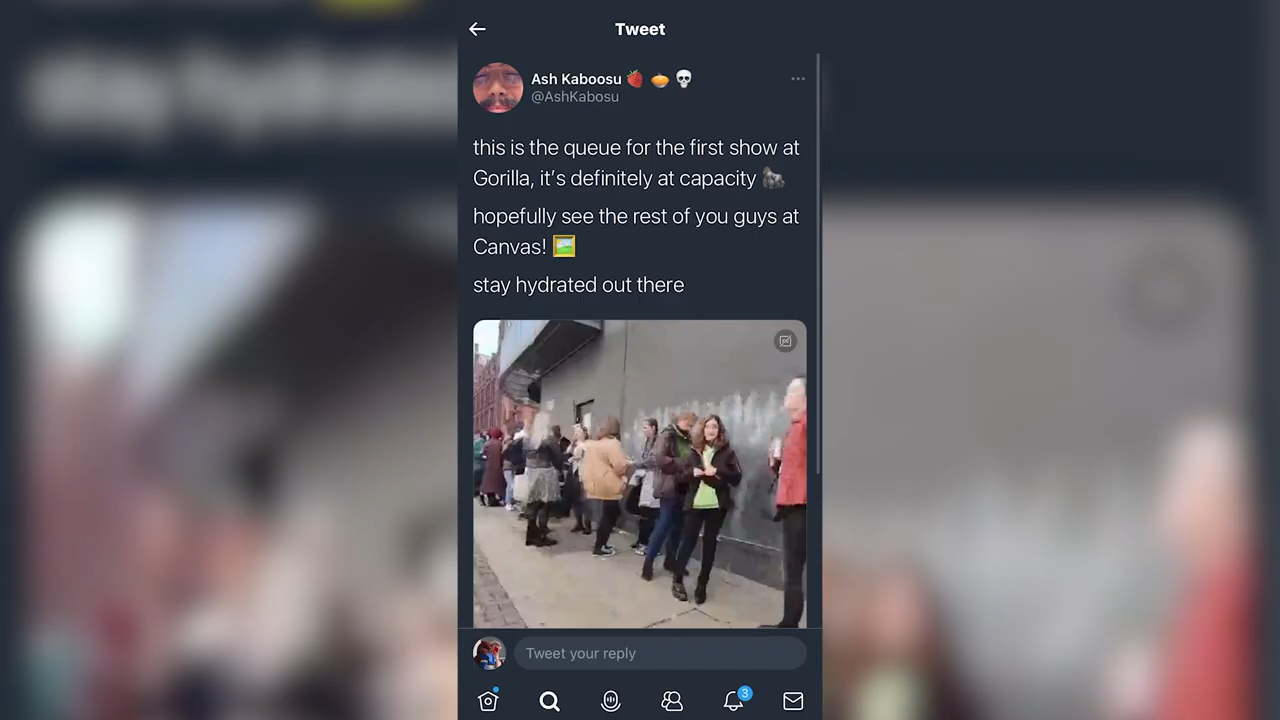 Tweet
Ash Kaboosu 🍓 🥧 💀
@AshKabosu
this is the queue for the first show at
Gorilla, it’s definitely at capacity 🦍
hopefully see the rest of you guys at
Canvas! 🖼️
stay hydrated out there
Tweet your reply
3